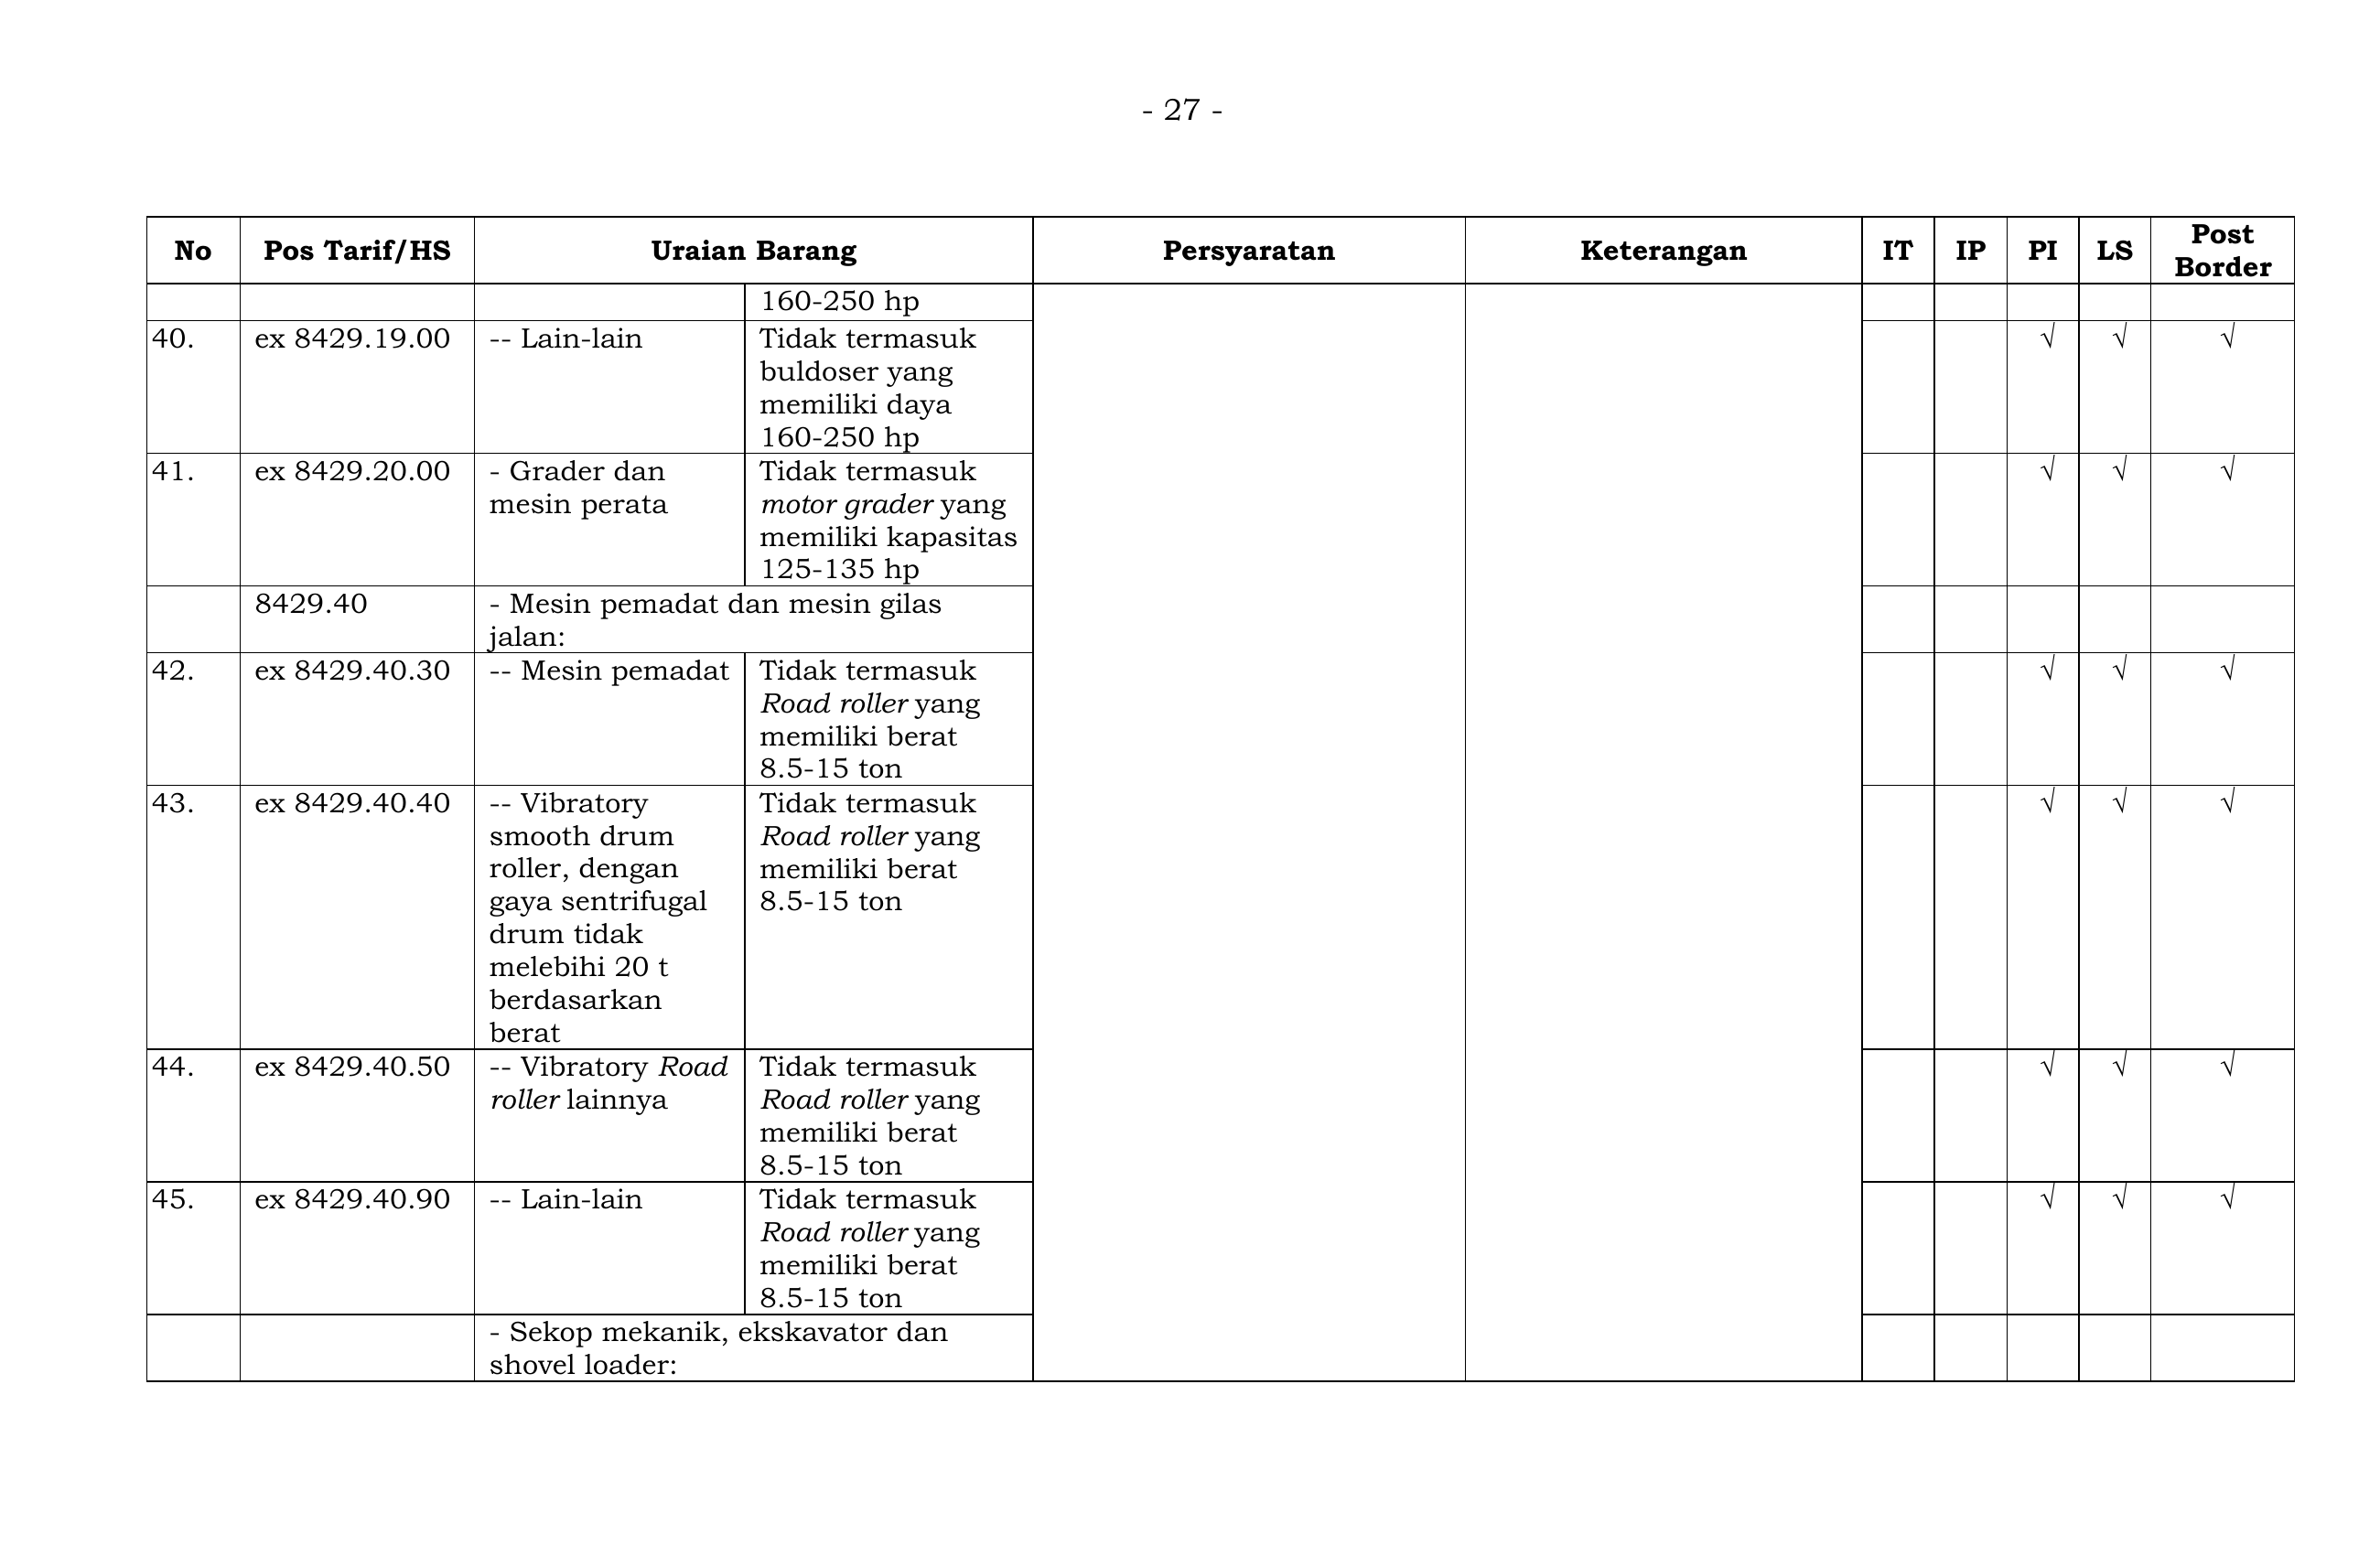 - 27 -
No Pos Tarif/HS Uraian Barang Persyaratan Keterangan IT IP PI LS Post Border
160-250 hp
40. ex 8429.19.00 -- Lain-lain Tidak termasuk √ √ √
buldoser yang
memiliki daya
160-250 hp
41. ex 8429.20.00 - Grader dan Tidak termasuk √ √ √
mesin perata motor grader yang
memiliki kapasitas
125-135 hp
8429.40 - Mesin pemadat dan mesin gilas
jalan:
42. ex 8429.40.30 -- Mesin pemadat Tidak termasuk √ √ √
Road roller yang
memiliki berat
8.5-15 ton
43. ex 8429.40.40 -- Vibratory Tidak termasuk √ √ √
smooth drum Road roller yang
roller, dengan memiliki berat
gaya sentrifugal 8.5-15 ton
drum tidak
melebihi 20 t
berdasarkan
berat
44. ex 8429.40.50 -- Vibratory Road Tidak termasuk √ √ √
roller lainnya Road roller yang
memiliki berat
8.5-15 ton
45. ex 8429.40.90 -- Lain-lain Tidak termasuk √ √ √
Road roller yang
memiliki berat
8.5-15 ton
- Sekop mekanik, ekskavator dan
shovel loader: